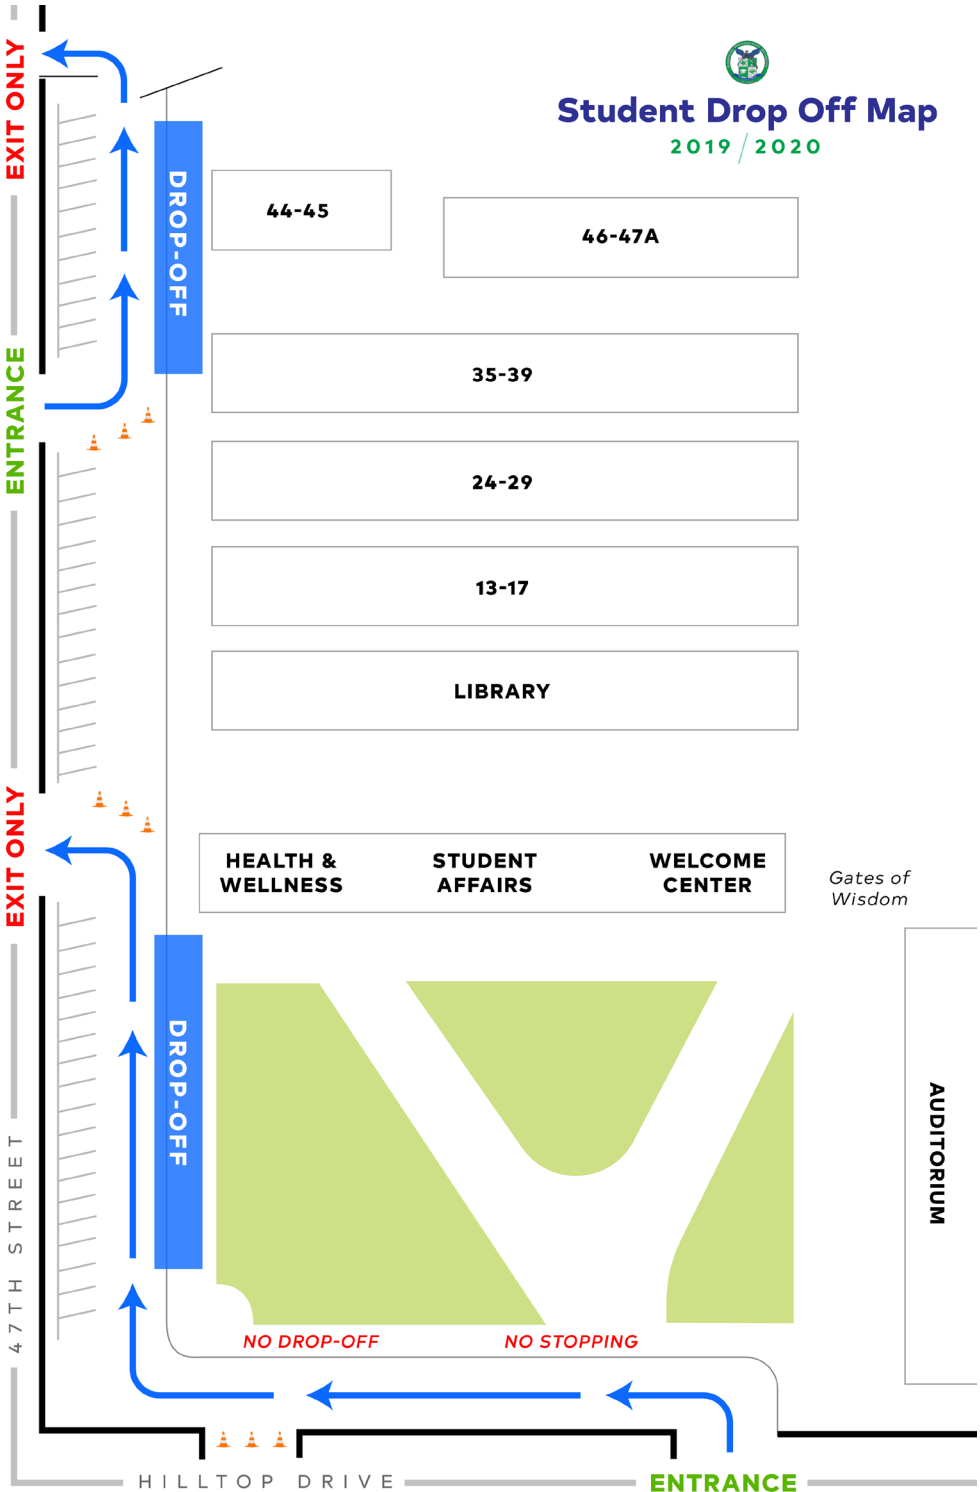 Student Drop Off Map
2019/2020
EXIT ONLY
DROP-OFF
44-45
46-47A
ENTRANCE
35-39
24-29
13-17
LIBRARY
EXIT ONLY
HEALTH &
WELLNESS
STUDENT
AFFAIRS
WELCOME
CENTER
Gates of
Wisdom
DROP-OFF
AUDITORIUM
47TH STREET
NO DROP-OFF
NO STOPPING
HILLTOP DRIVE
ENTRANCE